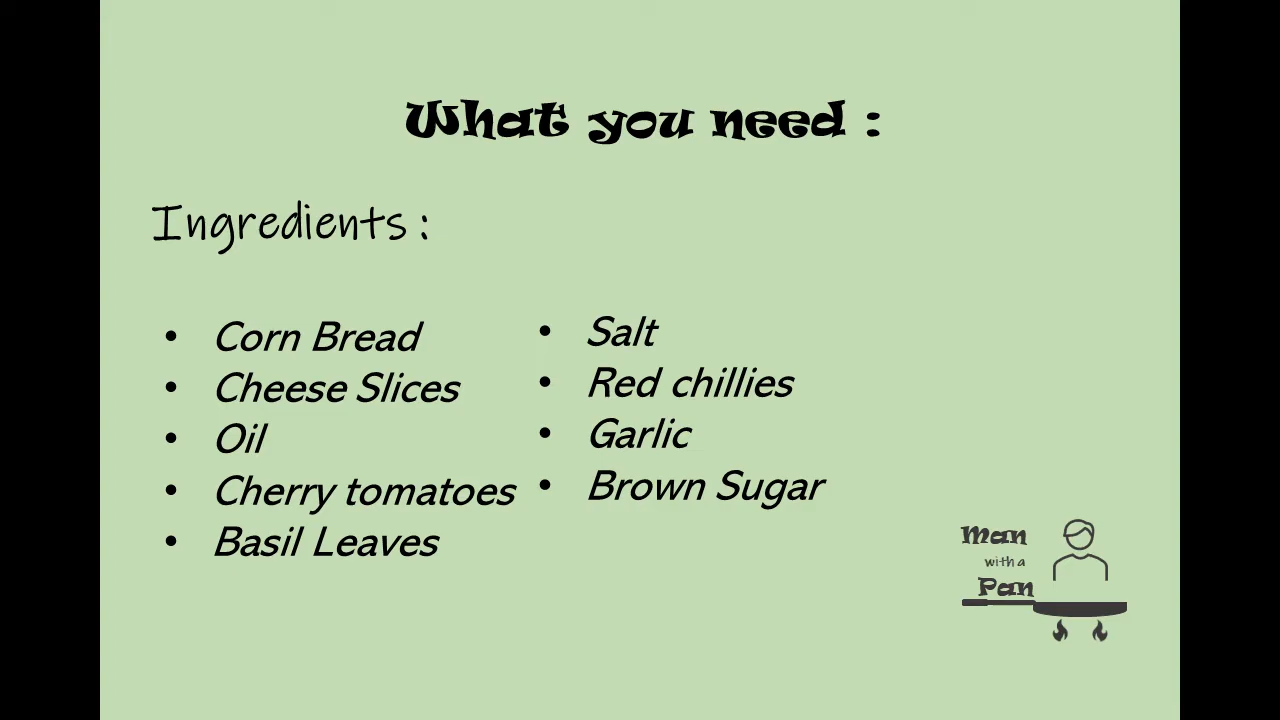 What you need :
Ingredients :
• Corn Bread
• Cheese Slices
• Oil
• Cherry tomatoes
• Basil Leaves
• Salt
• Red chillies
• Garlic
• Brown Sugar
Man
with a
Pan